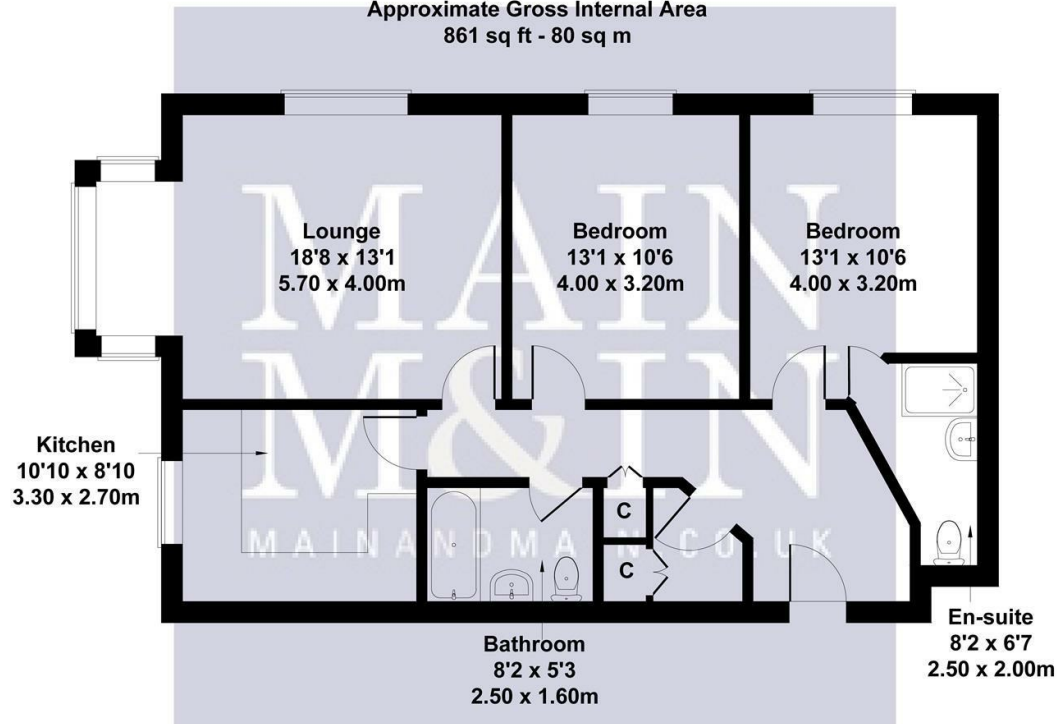 Approximate Gross Internal Area
861 sq ft - 80 sq m
Lounge
18'8 x 13'1
5.70 x 4.00m
Bedroom
13'1 x 10'6
4.00 x 3.20m
Bedroom
13'1 x 10'6
4.00 x 3.20m
MAIN
M&IN
MAINANDMAIN.CO.UK
Kitchen
10'10 x 8'10
3.30 x 2.70m
C
C
Bathroom
8'2 x 5'3
2.50 x 1.60m
En-suite
8'2 x 6'7
2.50 x 2.00m